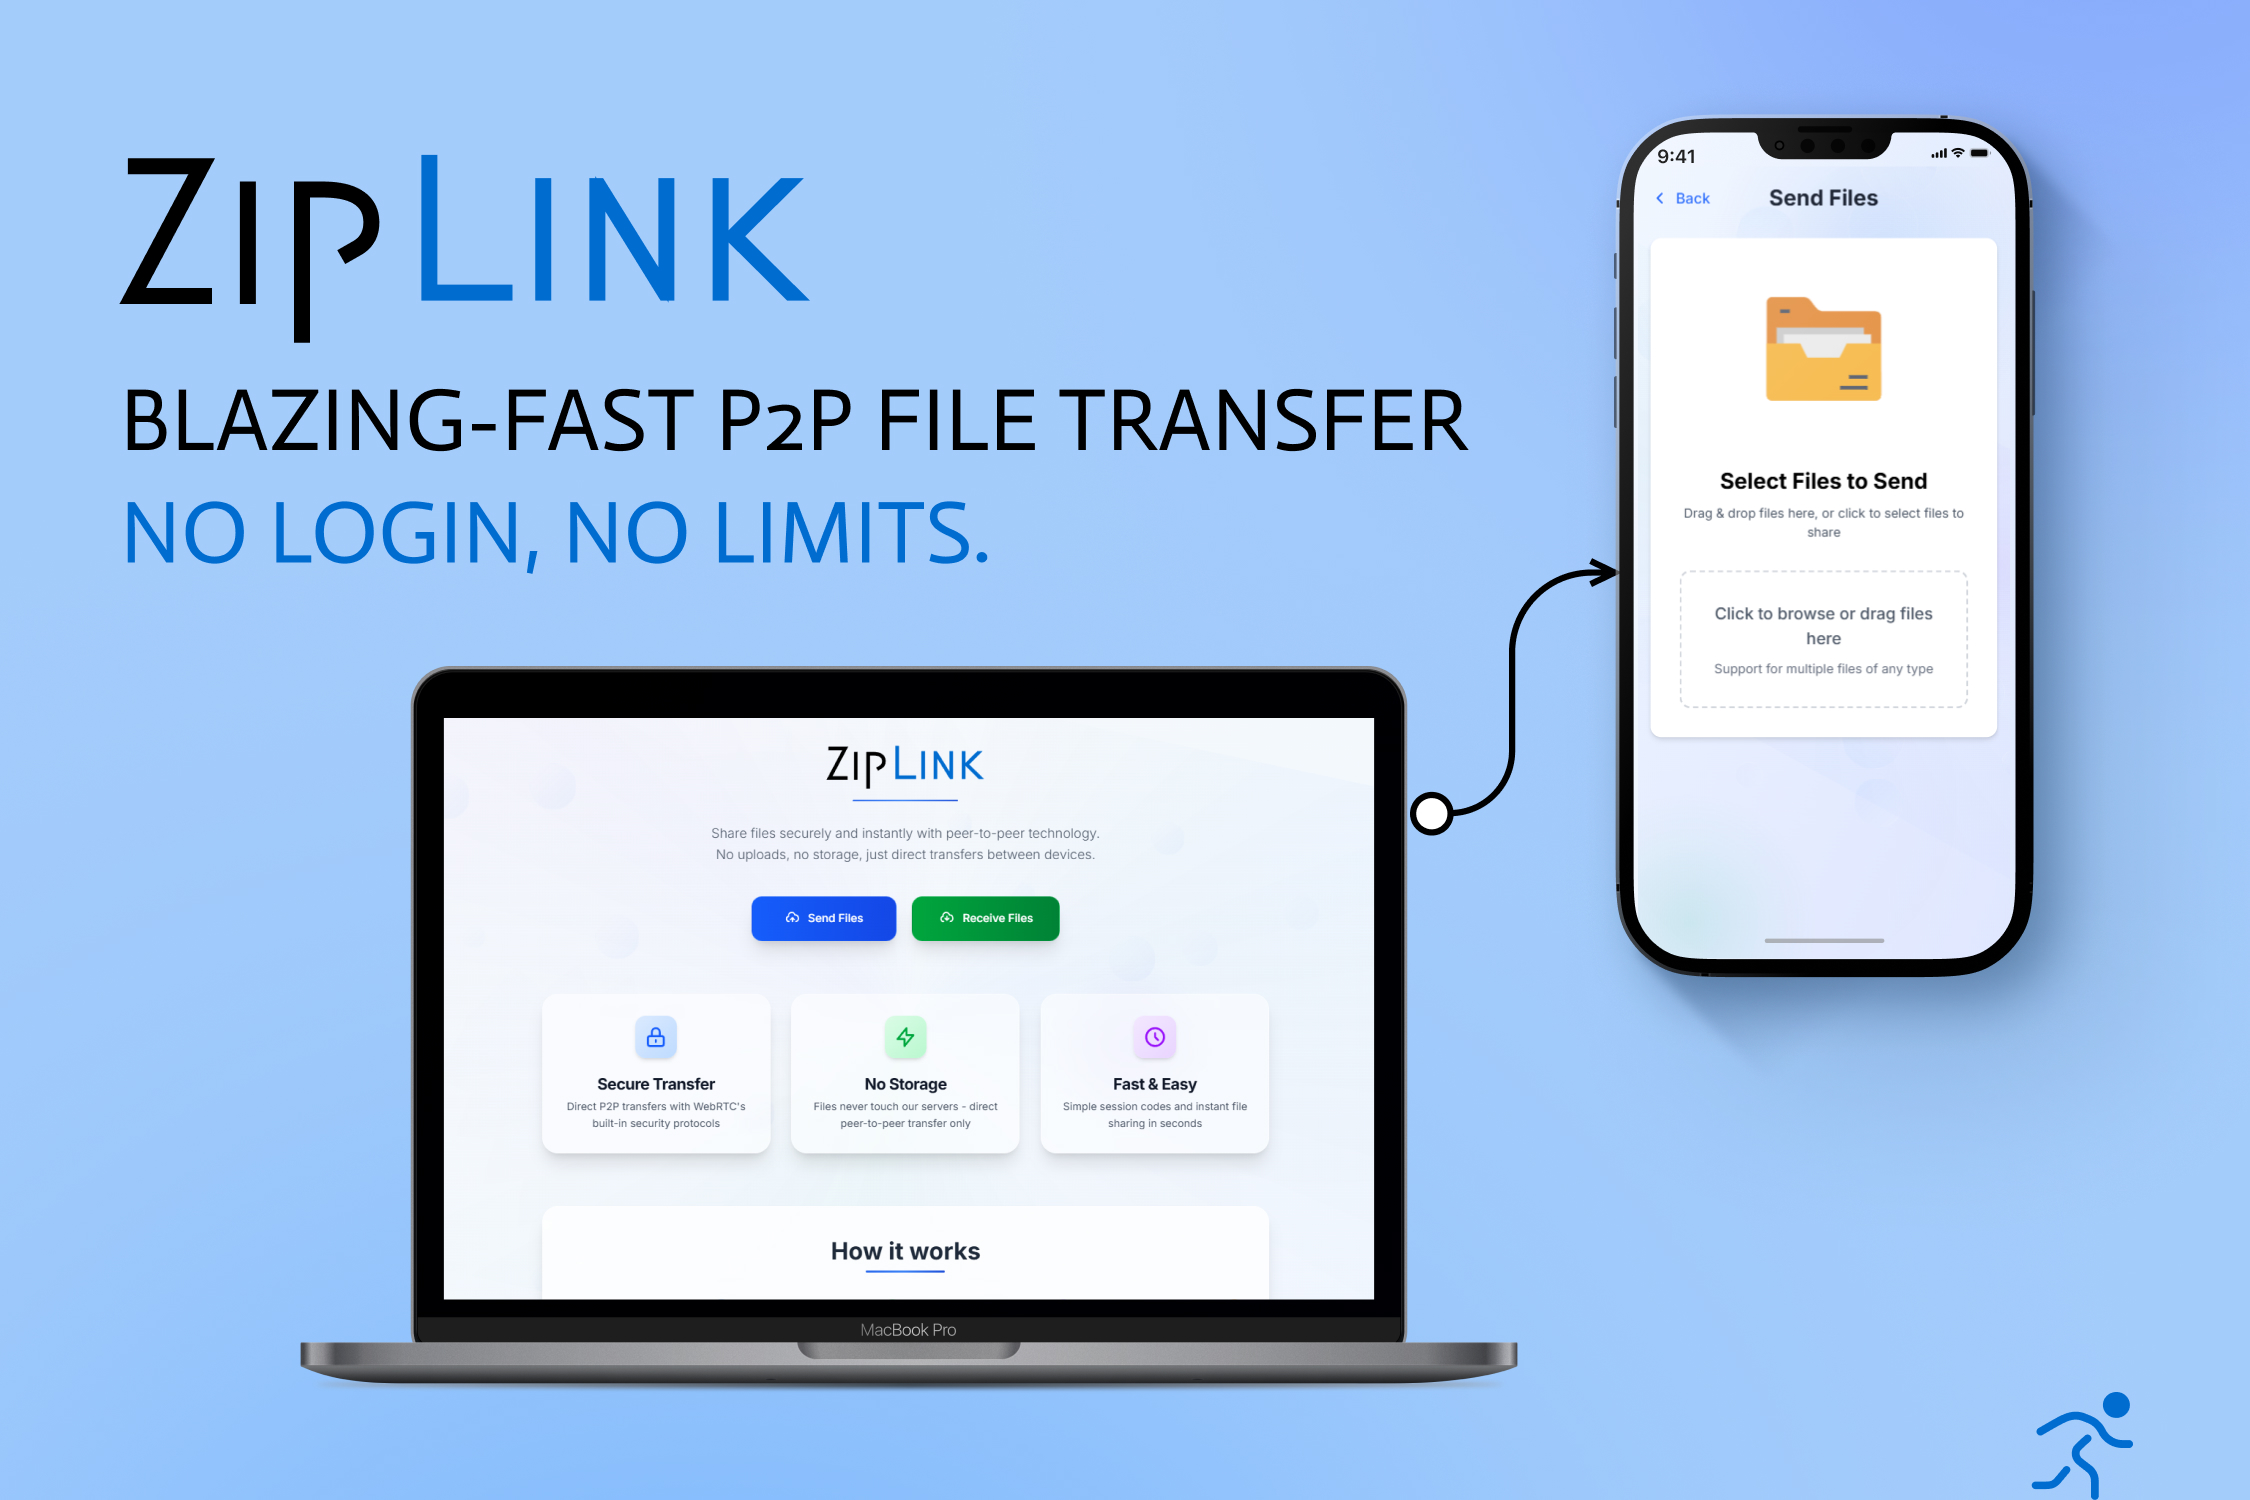 ZipLink
BLAZING-FAST P2P FILE TRANSFER
NO LOGIN, NO LIMITS.
9:41
Back
Send Files
Select Files to Send
Drag & drop files here, or click to select files to
share
Click to browse or drag files
here
Support for multiple files of any type
ZipLink
Share files securely and instantly with peer-to-peer technology.
No uploads, no storage, just direct transfers between devices.
Send Files
Receive Files
Secure Transfer
Direct P2P transfers with WebRTC's
built-in security protocols
No Storage
Files never touch our servers - direct
peer-to-peer transfer only
Fast & Easy
Simple session codes and instant file
sharing in seconds
How it works
MacBook Pro